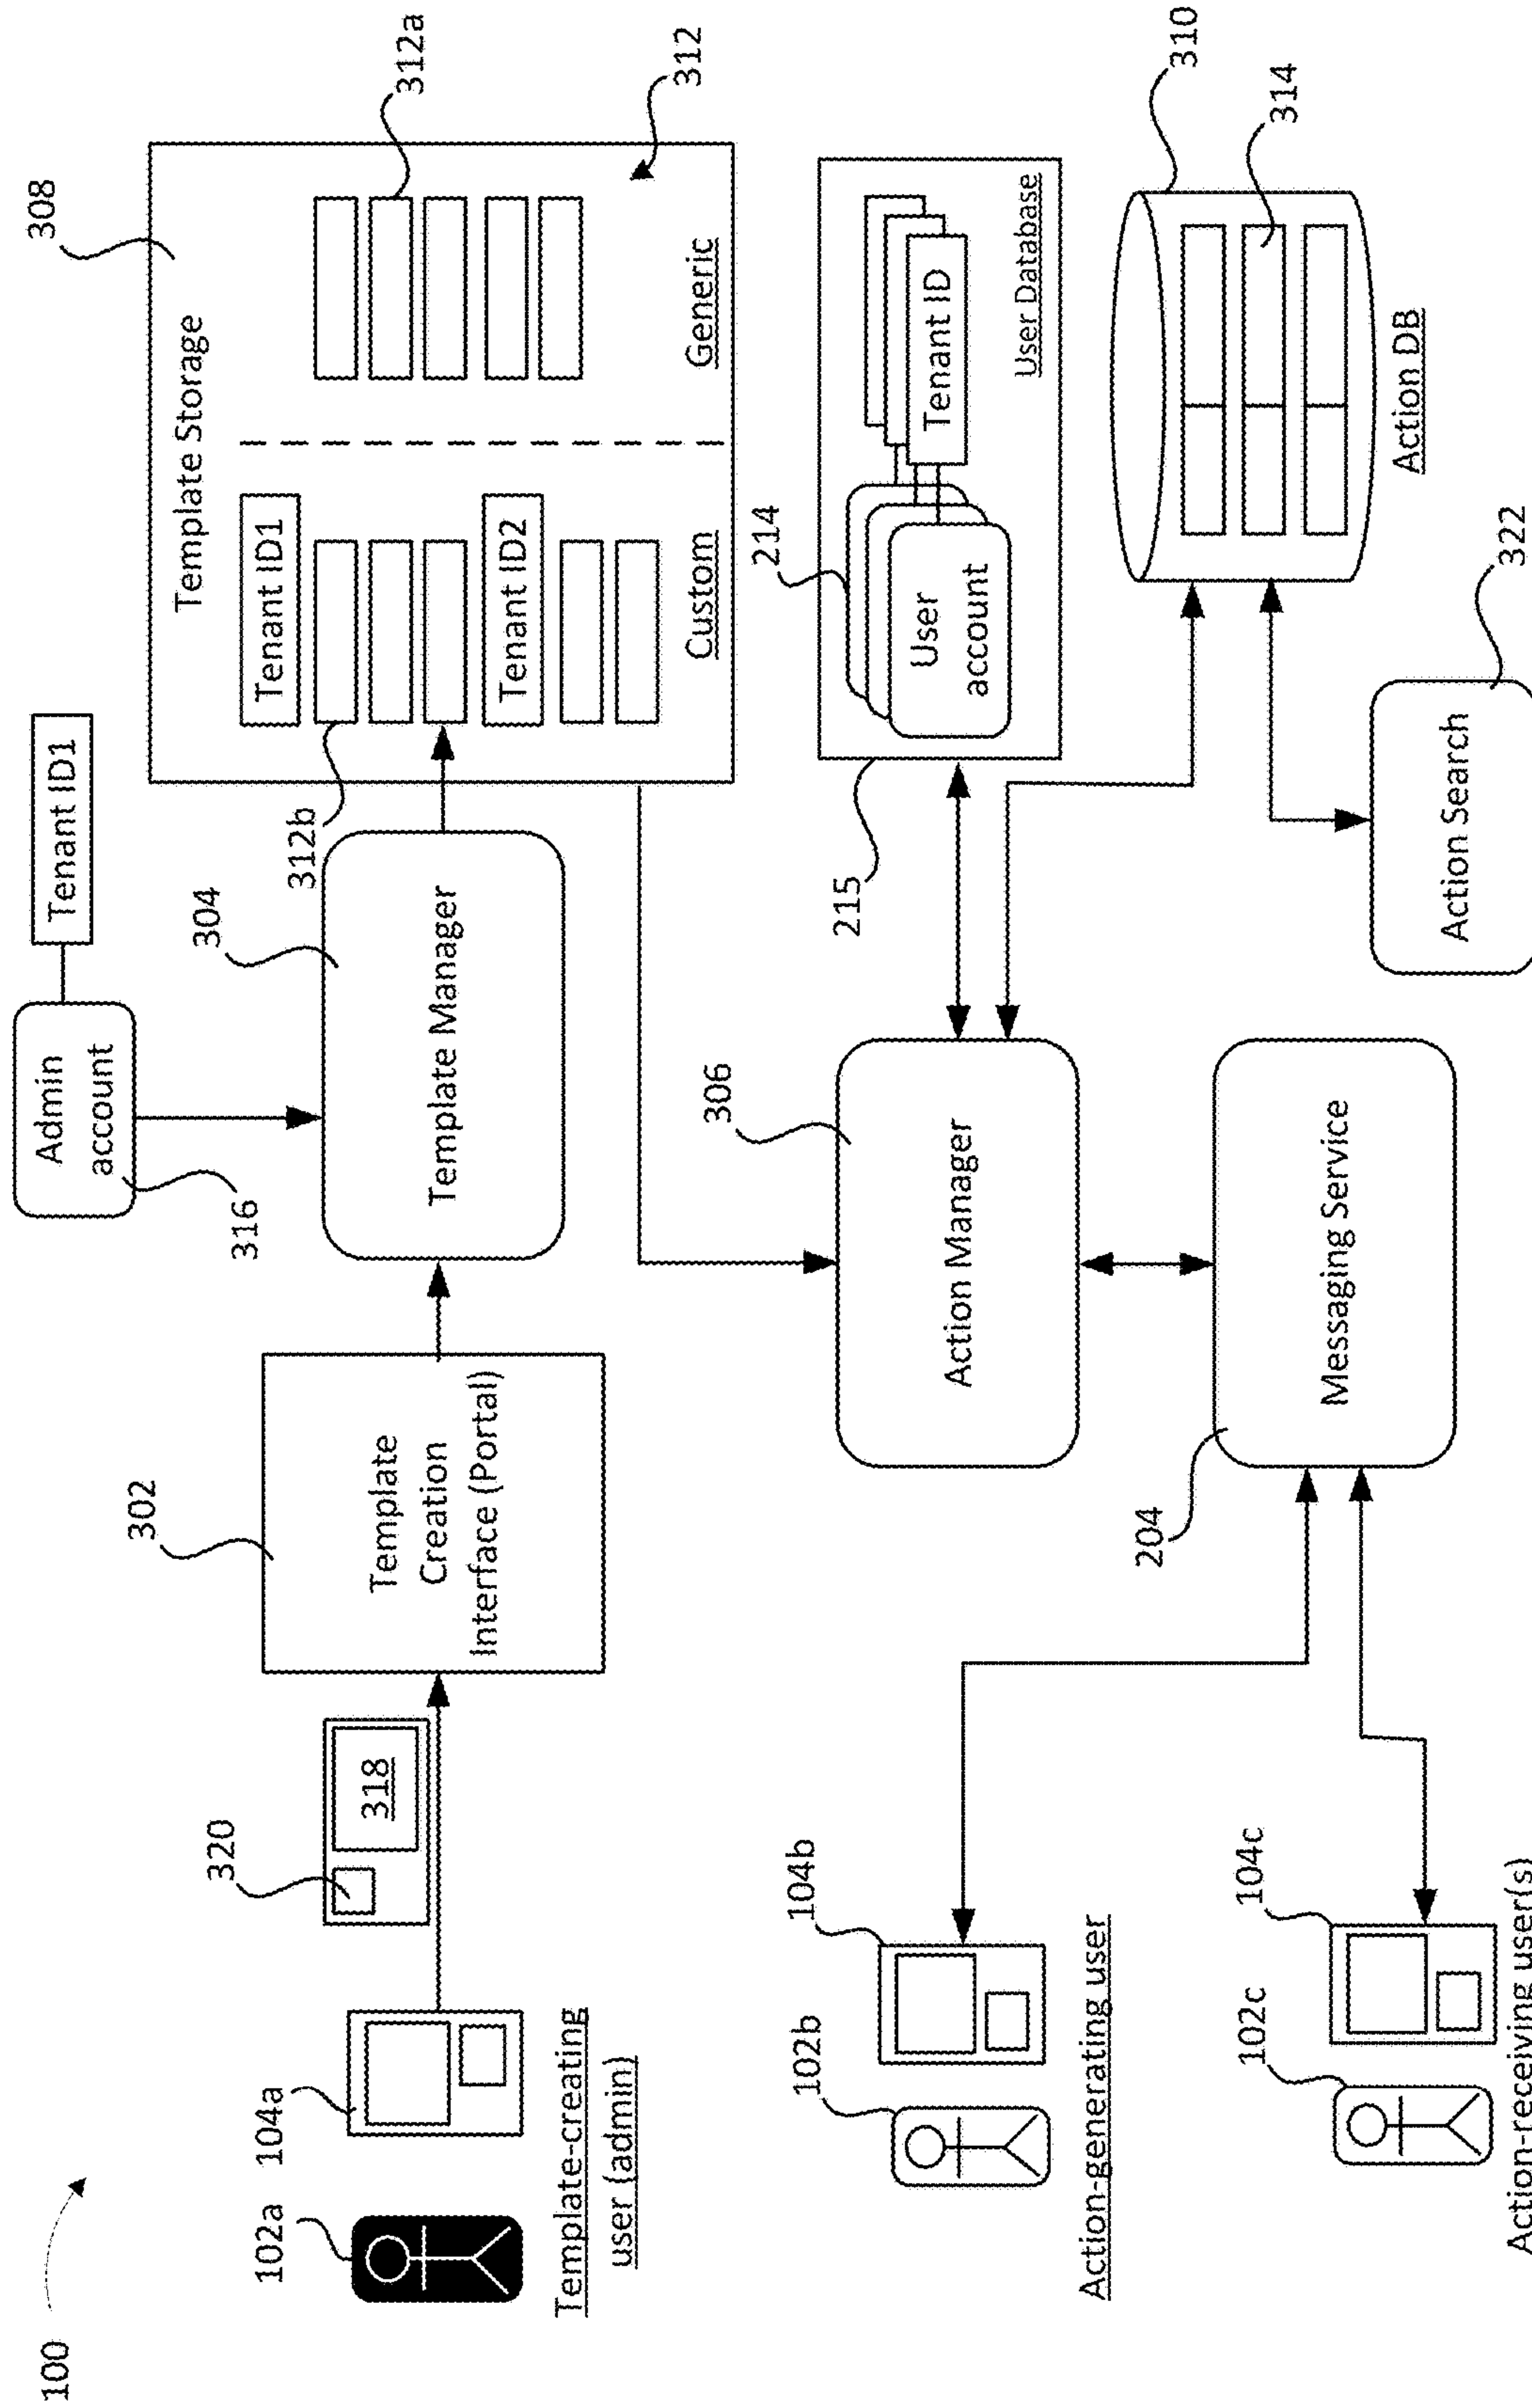 100
102a
104a
Template-creating
user (admin)
320
318
302
Template
Creation
Interface (Portal)
316
Admin
account
Tenant ID1
304
Template Manager
312b
308
Template Storage
Tenant ID1
Tenant ID2
Custom
Generic
312a
312
306
Action Manager
215
214
User
account
Tenant ID
User Database
102b
104b
Action-generating user
102c
104c
Action-receiving user(s)
204
Messaging Service
310
314
Action DB
322
Action Search